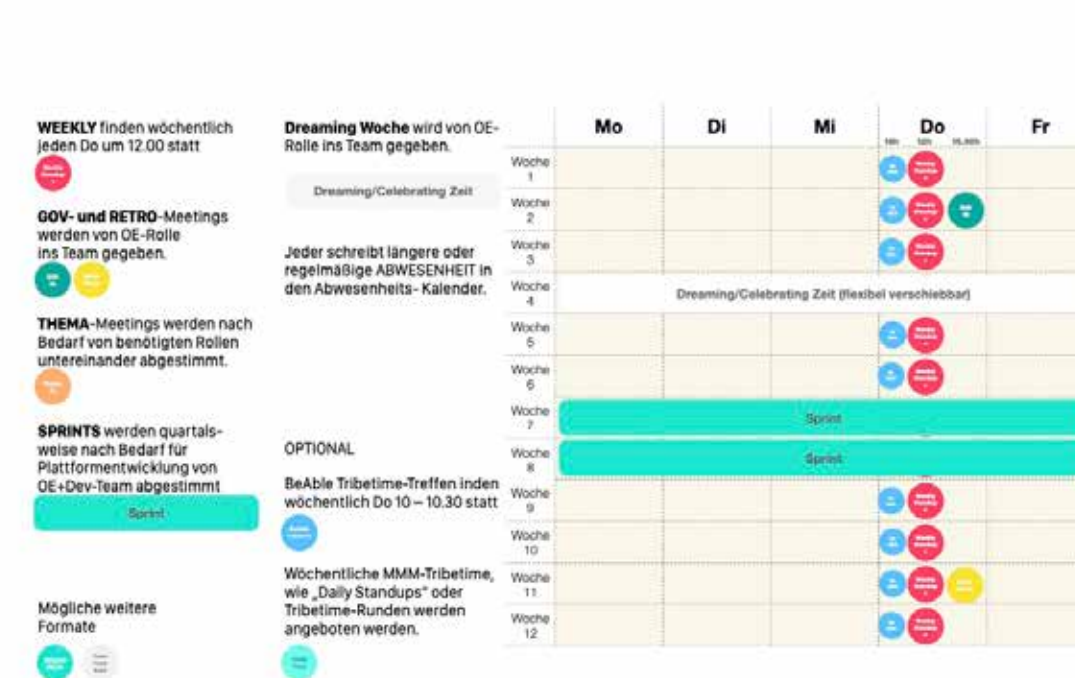 WEEKLY finden wöchentlich
jeden Do um 12.00 statt
GOV- und RETRO-Meetings
werden von OE-Rolle
ins Team gegeben.
THEMA-Meetings werden nach
Bedarf von benötigten Rollen
untereinander abgestimmt.
SPRINTS werden quartals-
weise nach Bedarf für
Plattformentwicklung von
OE+Dev-Team abgestimmt
Sprint
Mögliche weitere
Formate
Dreaming Woche wird von OE-
Rolle ins Team gegeben.
Dreaming/Celebrating Zeit
Jeder schreibt längere oder
regelmäßige ABWESENHEIT in
den Abwesenheits- Kalender.
OPTIONAL
BeAble Tribetime-Treffen inden
wöchentlich Do 10 – 10.30 statt
Wöchentliche MMM-Tribetime,
wie „Daily Standups“ oder
Tribetime-Runden werden
angeboten werden.
Mo Di Mi Do Fr
Woche
1
Woche
2
Woche
3
Woche
4
Dreaming/Celebrating Zeit (flexibel verschiebbar)
Woche
5
Woche
6
Woche
7
Sprint
Woche
8
Sprint
Woche
9
Woche
10
Woche
11
Woche
12